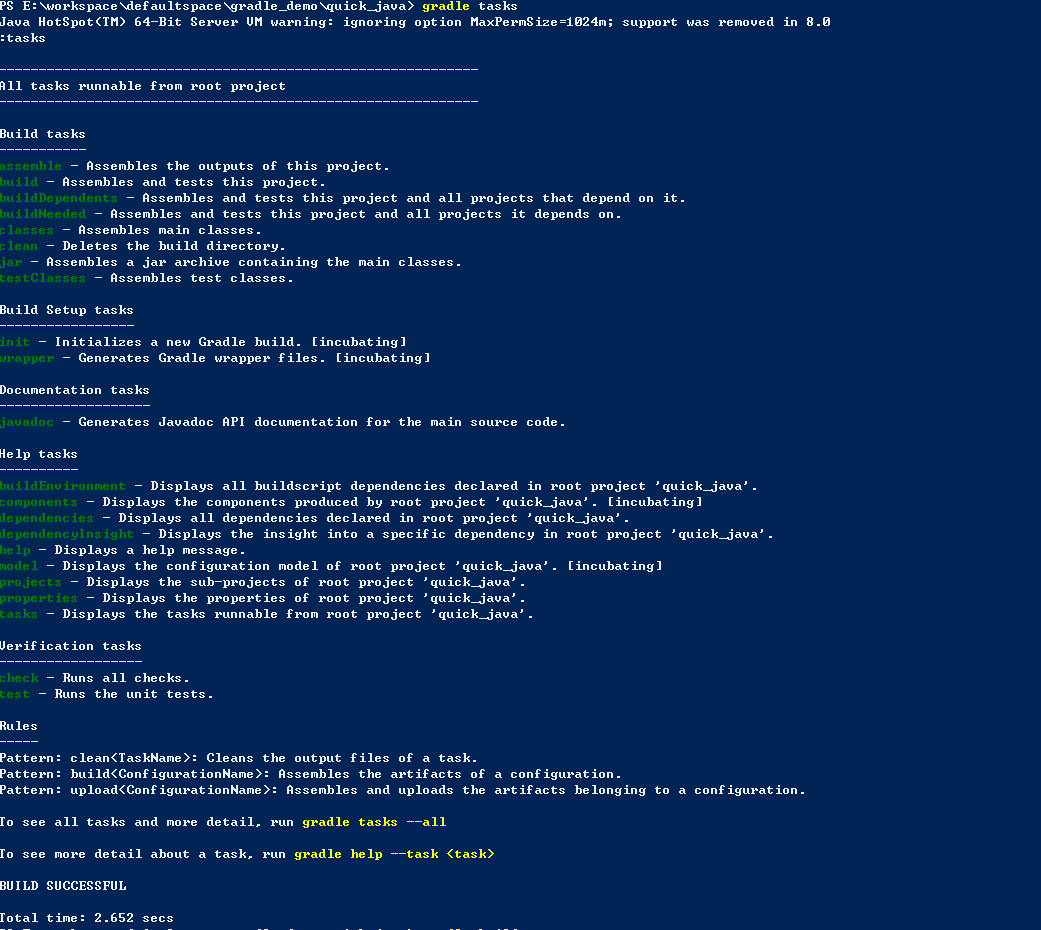 PS E:\workspace\defaultspace\gradle_demo\quick_java> gradle tasks
Java HotSpot(TM) 64-Bit Server VM warning: ignoring option MaxPermSize=1024m; support was removed in 8.0
:tasks
------------------------------------------------------------
All tasks runnable from root project
------------------------------------------------------------
Build tasks
-----------
assemble - Assembles the outputs of this project.
build - Assembles and tests this project.
buildDependents - Assembles and tests this project and all projects that depend on it.
buildNeeded - Assembles and tests this project and all projects it depends on.
classes - Assembles main classes.
clean - Deletes the build directory.
jar - Assembles a jar archive containing the main classes.
testClasses - Assembles test classes.
Build Setup tasks
-----------------
init - Initializes a new Gradle build. [incubating]
wrapper - Generates Gradle wrapper files. [incubating]
Documentation tasks
-------------------
javadoc - Generates Javadoc API documentation for the main source code.
Help tasks
----------
buildEnvironment - Displays all buildscript dependencies declared in root project 'quick_java'.
components - Displays the components produced by root project 'quick_java'. [incubating]
dependencies - Displays all dependencies declared in root project 'quick_java'.
dependencyInsight - Displays the insight into a specific dependency in root project 'quick_java'.
help - Displays a help message.
model - Displays the configuration model of root project 'quick_java'. [incubating]
projects - Displays the sub-projects of root project 'quick_java'.
properties - Displays the properties of root project 'quick_java'.
tasks - Displays the tasks runnable from root project 'quick_java'.
Verification tasks
------------------
check - Runs all checks.
test - Runs the unit tests.
Rules
-----
Pattern: clean<TaskName>: Cleans the output files of a task.
Pattern: build<ConfigurationName>: Assembles the artifacts of a configuration.
Pattern: upload<ConfigurationName>: Assembles and uploads the artifacts belonging to a configuration.
To see all tasks and more detail, run gradle tasks --all
To see more detail about a task, run gradle help --task <task>
BUILD SUCCESSFUL
Total time: 2.652 secs